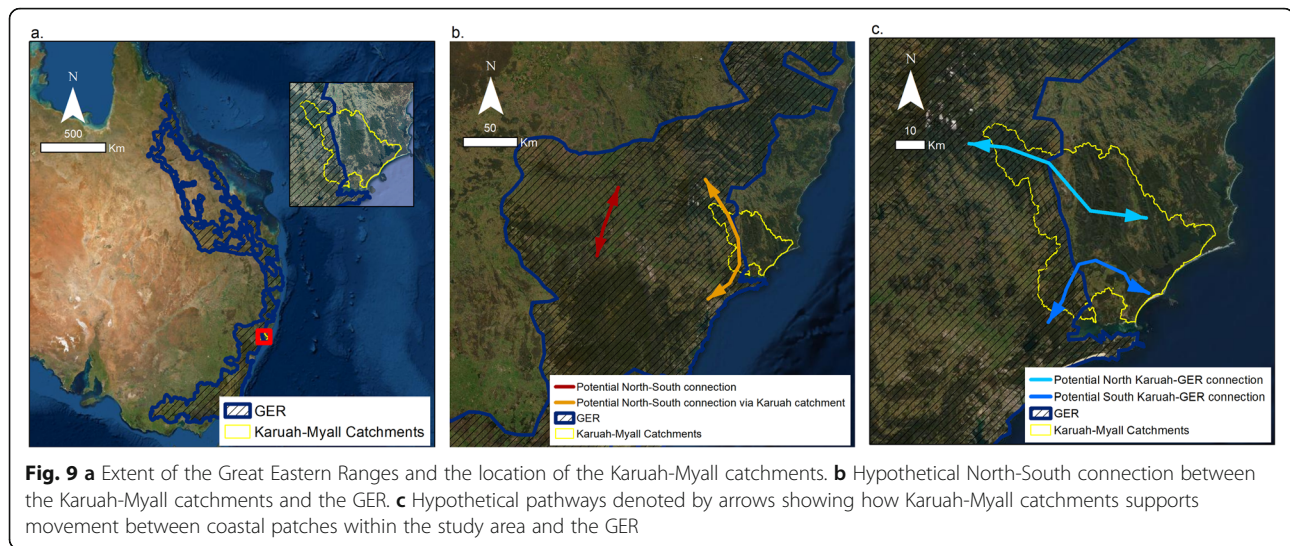 a.
N
500
Km
GER
Karuah-Myall Catchments
b.
N
50
Km
Potential North-South connection
Potential North-South connection via Karuah catchment
GER
Karuah-Myall Catchments
c.
N
10
Km
Potential North Karuah-GER connection
Potential South Karuah-GER connection
GER
Karuah-Myall Catchments
Fig. 9 a Extent of the Great Eastern Ranges and the location of the Karuah-Myall catchments. b Hypothetical North-South connection between
the Karuah-Myall catchments and the GER. c Hypothetical pathways denoted by arrows showing how Karuah-Myall catchments supports
movement between coastal patches within the study area and the GER